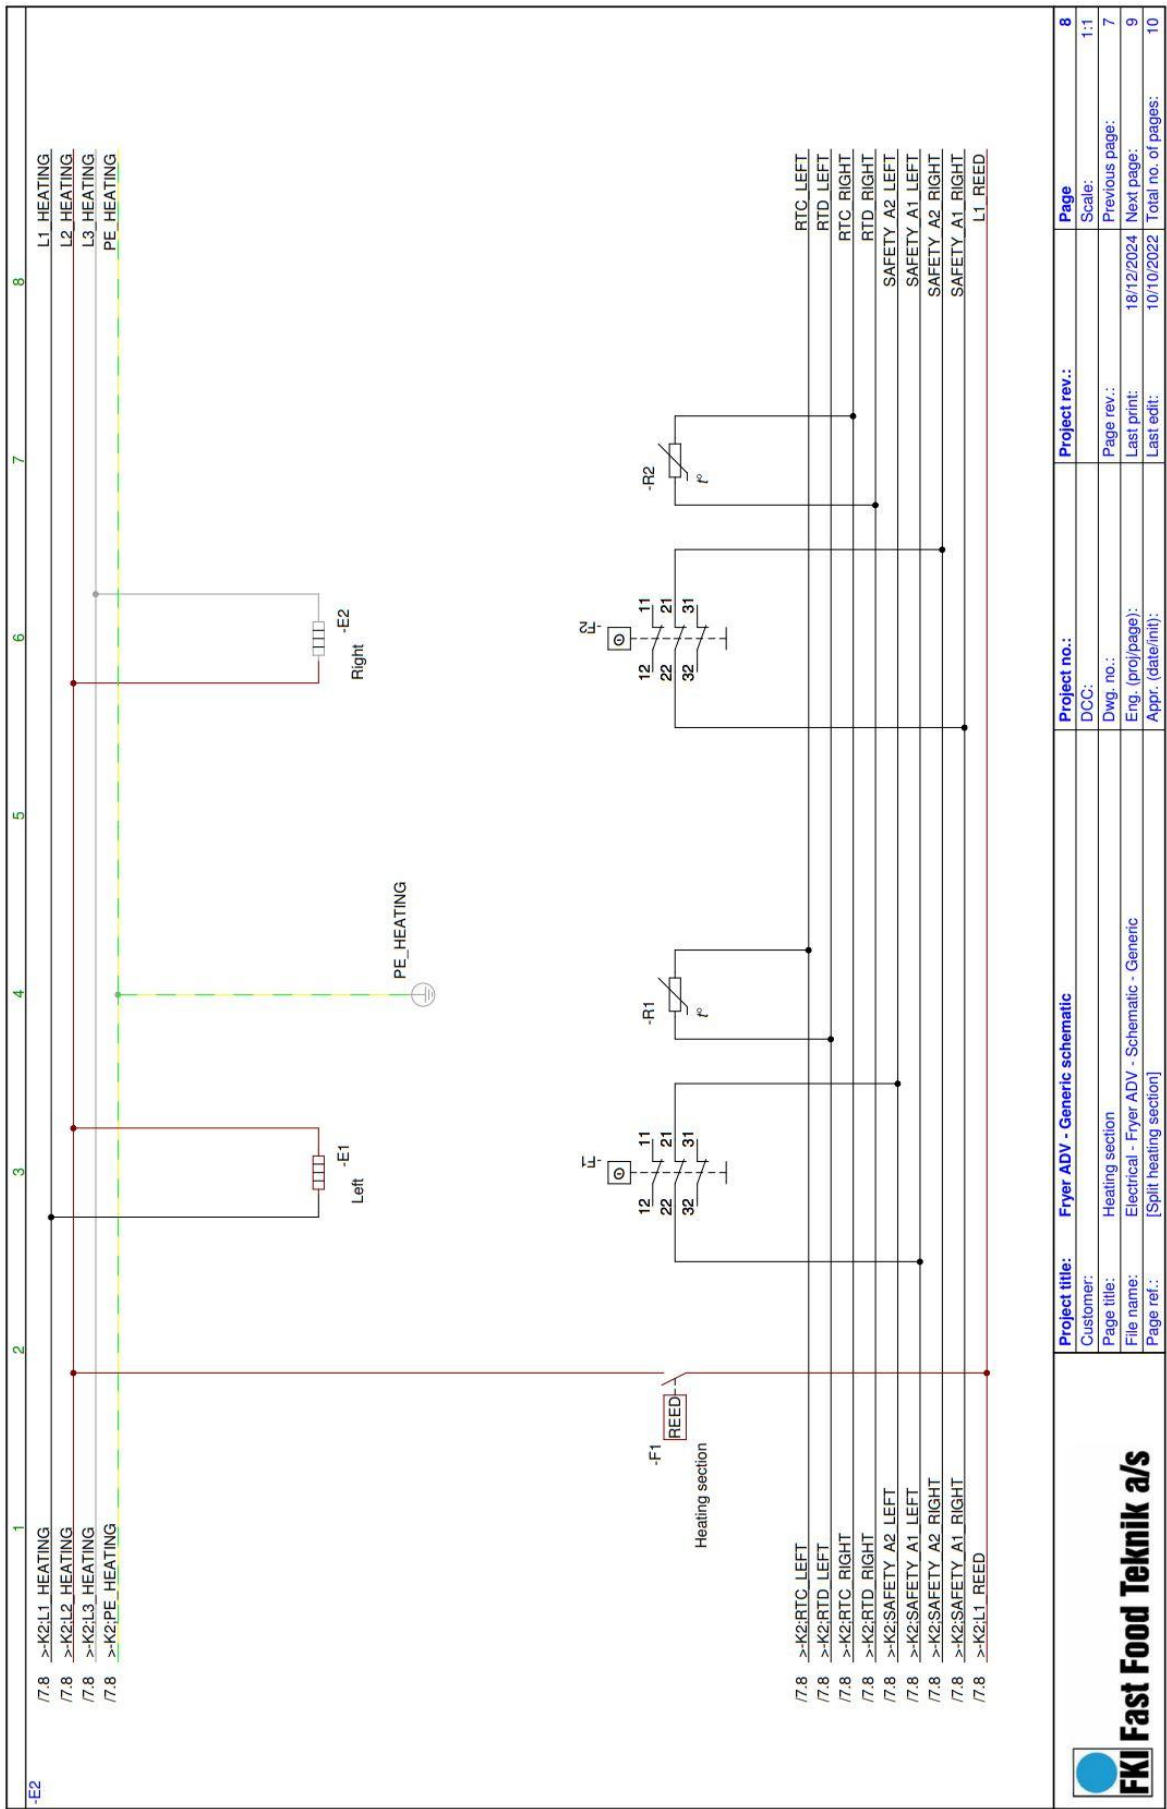 -E2
1 2 3 4 5 6 7 8
/7.8 >-K2;L1_HEATING L1_HEATING
/7.8 >-K2;L2_HEATING L2_HEATING
/7.8 >-K2;L3_HEATING L3_HEATING
/7.8 >-K2;PE_HEATING PE_HEATING
-E1
Left
PE_HEATING
-E2
Right
-F1
REED
Heating section
-F1
12 11
22 21
32 31
-R1
t°
-F2
12 11
22 21
32 31
-R2
t°
/7.8 >-K2;RTC_LEFT RTC_LEFT
/7.8 >-K2;RTD_LEFT RTD_LEFT
/7.8 >-K2;RTC_RIGHT RTC_RIGHT
/7.8 >-K2;RTD_RIGHT RTD_RIGHT
/7.8 >-K2;SAFETY_A2_LEFT SAFETY_A2_LEFT
/7.8 >-K2;SAFETY_A1_LEFT SAFETY_A1_LEFT
/7.8 >-K2;SAFETY_A2_RIGHT SAFETY_A2_RIGHT
/7.8 >-K2;SAFETY_A1_RIGHT SAFETY_A1_RIGHT
/7.8 >-K2;L1_REED L1_REED
FKI Fast Food Teknik a/s
Project title: Fryer ADV - Generic schematic Project no.: Project rev.: Page 8
Customer: DCC: Scale: 1:1
Page title: Heating section Dwg. no.: Page rev.: Previous page: 7
File name: Electrical - Fryer ADV - Schematic - Generic Eng. (proj/page): Last print: 18/12/2024 Next page: 9
Page ref.: [Split heating section] Appr. (date/init): Last edit: 10/10/2022 Total no. of pages: 10